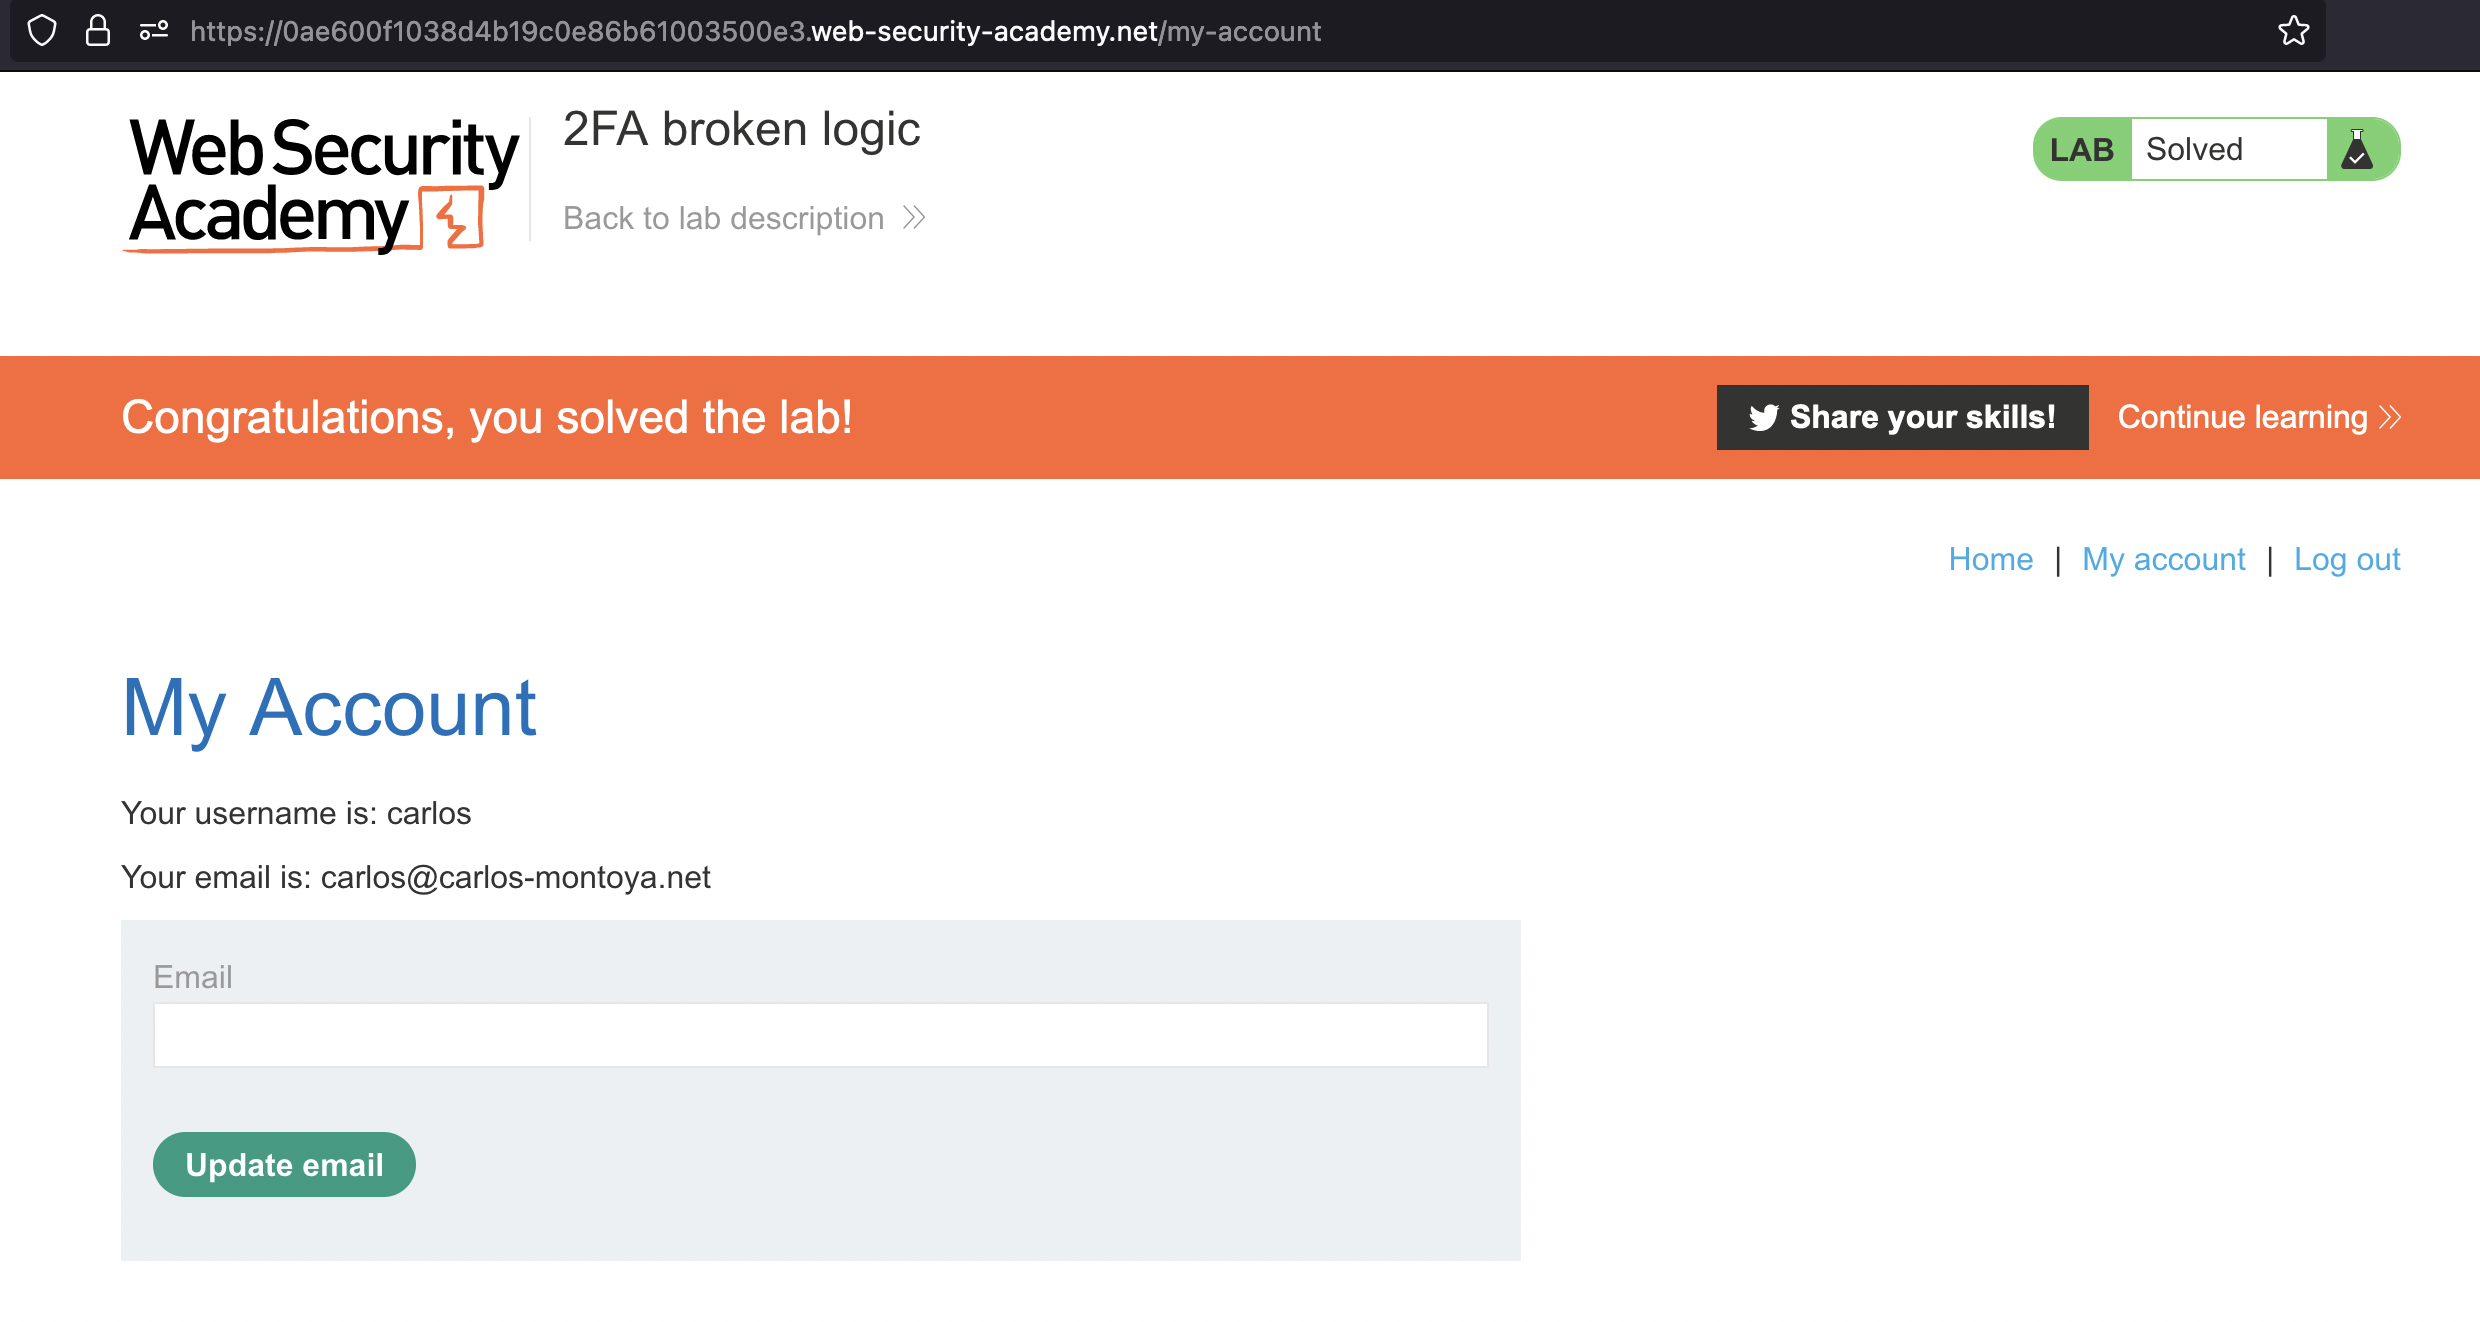 https://0ae600f1038d4b19c0e86b61003500e3.web-security-academy.net/my-account
Web Security
Academy
2FA broken logic
Back to lab description
LAB Solved
Congratulations, you solved the lab!
Share your skills!
Continue learning
Home | My account | Log out
My Account
Your username is: carlos
Your email is: carlos@carlos-montoya.net
Email
Update email